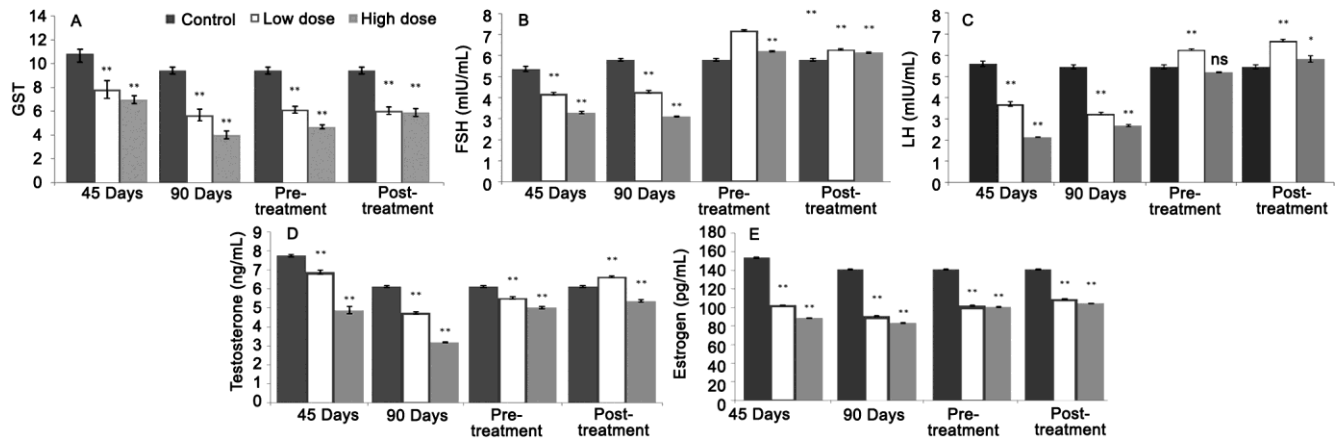 A
Control
Low dose
High dose
GST
14
12
10
8
6
4
2
0
** ** ** ** ** ** ** **
45 Days 90 Days Pre- Post-
treatment treatment
B
FSH (mIU/mL)
8
7
6
5
4
3
2
1
0
** ** ** ** ** ** ** **
45 Days 90 Days Pre- Post-
treatment treatment
C
LH (mIU/mL)
8
7
6
5
4
3
2
1
0
** ** ** ** ** ns ** *
45 Days 90 Days Pre- Post-
treatment treatment
D
Testosterone (ng/mL)
9
8
7
6
5
4
3
2
1
0
** ** ** ** ** ** ** **
45 Days 90 Days Pre- Post-
treatment treatment
E
Estrogen (pg/mL)
180
160
140
120
100
80
60
40
20
0
** ** ** ** ** ** ** **
45 Days 90 Days Pre- Post-
treatment treatment